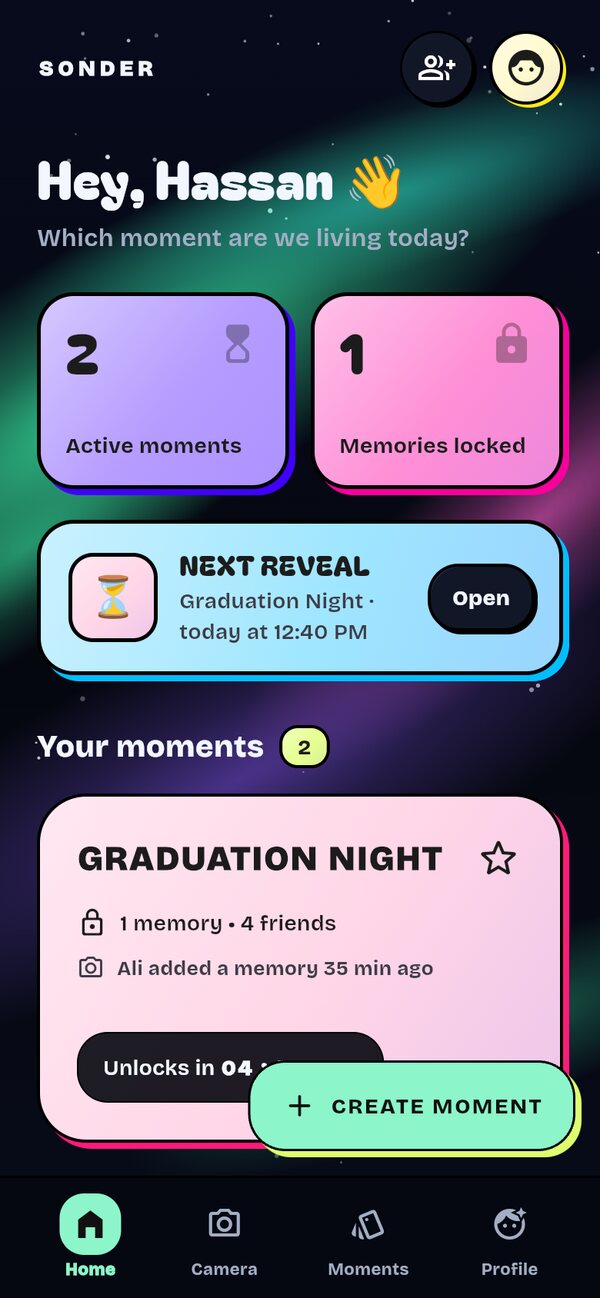 SONDER
Hey, Hassan 👋
Which moment are we living today?
2
Active moments
1
Memories locked
NEXT REVEAL
Graduation Night ·
today at 12:40 PM
Open
Your moments
2
GRADUATION NIGHT
1 memory • 4 friends
Ali added a memory 35 min ago
Unlocks in 04 :
+ CREATE MOMENT
Home
Camera
Moments
Profile